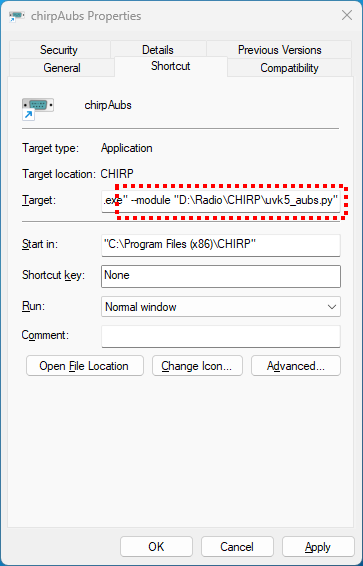 chirpAubs Properties
Security Details Previous Versions
General Shortcut Compatibility
chirpAubs
Target type: Application
Target location: CHIRP
Target: .exe" --module "D:\Radio\CHIRP\uvk5_aubs.py"
Start in: "C:\Program Files (x86)\CHIRP"
Shortcut key: None
Run: Normal window
Comment:
Open File Location Change Icon... Advanced...
OK Cancel Apply